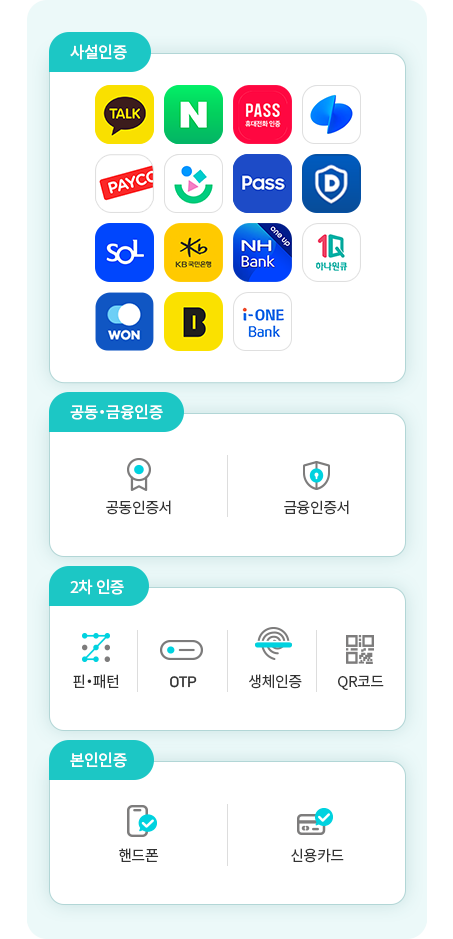 사설인증
TALK
N
PASS
휴대전화 인증
PAYCO
Pass
D
SOL
KB 국민은행
NH
Bank
one up
1Q
하나원큐
WON
B
i-ONE
Bank
공동•금융인증
공동인증서
금융인증서
2차 인증
핀•패턴
OTP
생체인증
QR코드
본인인증
핸드폰
신용카드